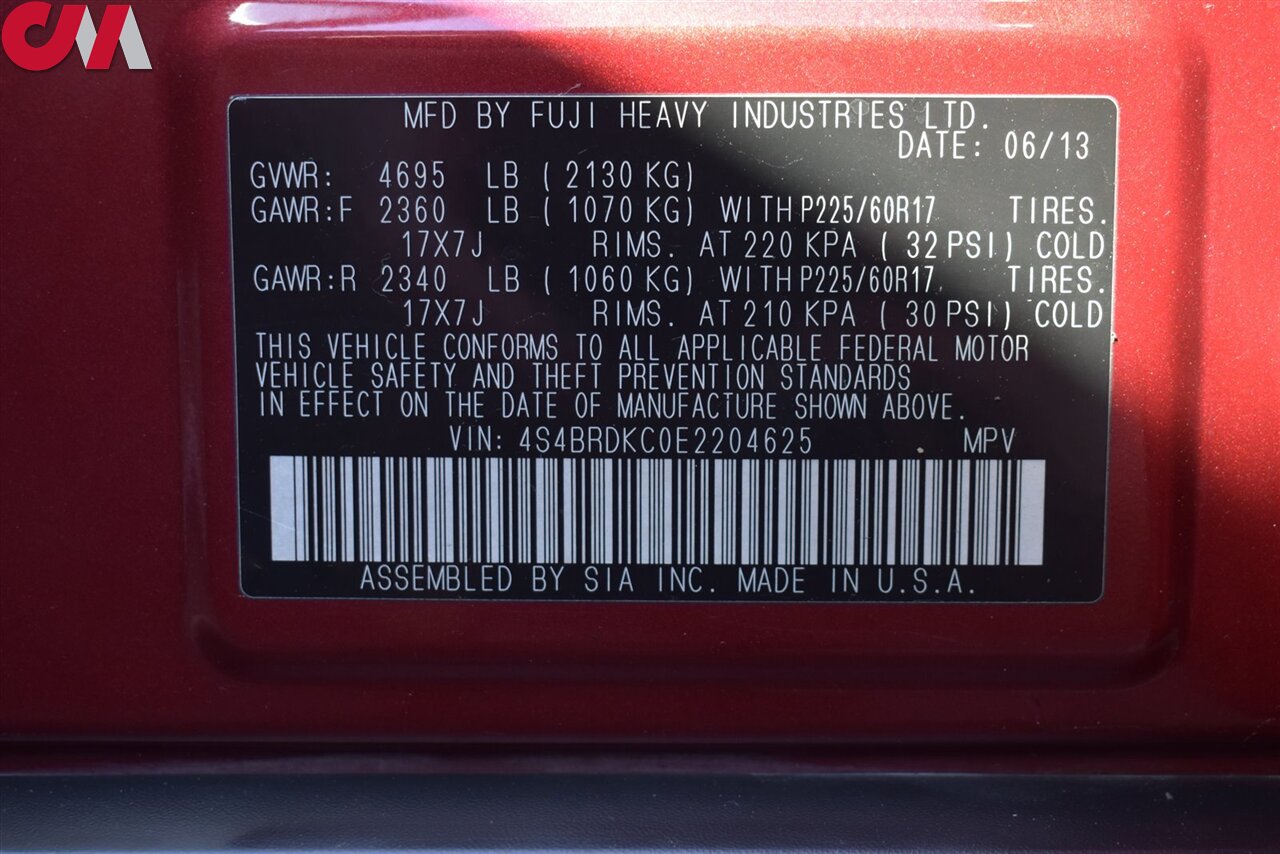 CM
MFD BY FUJI HEAVY INDUSTRIES LTD.
DATE: 06/13
GVWR: 4695 LB ( 2130 KG)
GAWR:F 2360 LB ( 1070 KG) WITH P225/60R17 TIRES.
17X7J RIMS. AT 220 KPA ( 32 PSI) COLD
GAWR:R 2340 LB ( 1060 KG) WITH P225/60R17 TIRES.
17X7J RIMS. AT 210 KPA ( 30 PSI) COLD
THIS VEHICLE CONFORMS TO ALL APPLICABLE FEDERAL MOTOR
VEHICLE SAFETY AND THEFT PREVENTION STANDARDS
IN EFFECT ON THE DATE OF MANUFACTURE SHOWN ABOVE.
VIN: 4S4BRDKC0E2204625 MPV
ASSEMBLED BY SIA INC. MADE IN U.S.A.